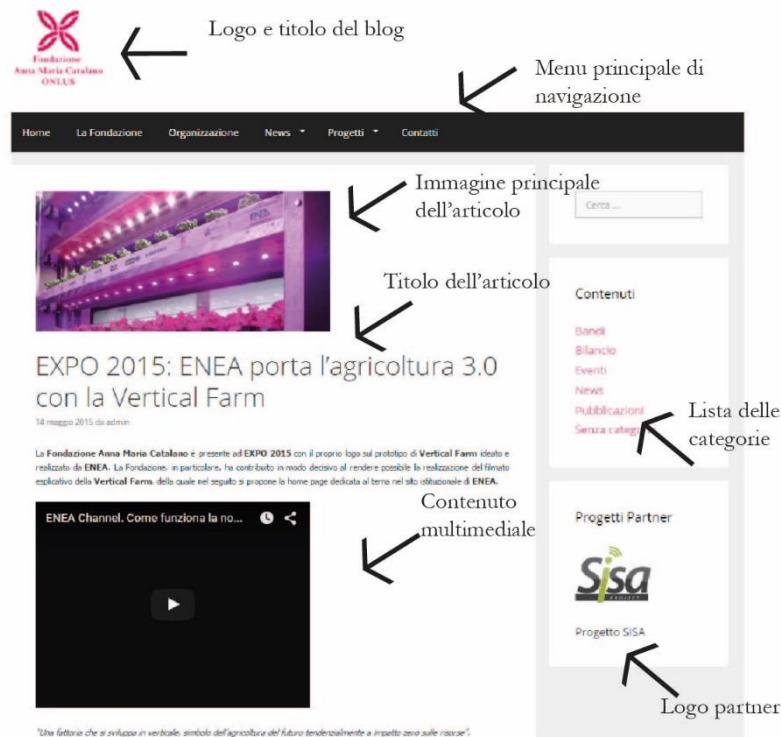 Fondazione
Anna Maria Catalano
ONLUS
Logo e titolo del blog
Menu principale di
navigazione
Home La Fondazione Organizzazione News Progetti Contatti
Immagine principale
dell'articolo
ENEA
Cerca ...
Titolo dell'articolo
EXPO 2015: ENEA porta l'agricoltura 3.0
con la Vertical Farm
14 maggio 2015 da admin
La Fondazione Anna Maria Catalano è presente ad EXPO 2015 con il proprio logo sul prototipo di Vertical Farm ideato e
realizzato da ENEA. La Fondazione, in particolare, ha contribuito in modo decisivo al rendere possibile la realizzazione del filmato
esplicativo della Vertical Farm, della quale nel seguito si propone la home page dedicata al tema nel sito istituzionale di ENEA.
Contenuto
multimediale
ENEA Channel. Come funziona la no...
"Una fattoria che si sviluppa in verticale, simbolo dell'agricoltura del futuro tendenzialmente a impatto zero sulle risorse",
Contenuti
Bandi
Bilancio
Eventi
News
Pubblicazioni
Senza categ
Lista delle
categorie
Progetti Partner
SiSa
PROJECT
Progetto SISA
Logo partner